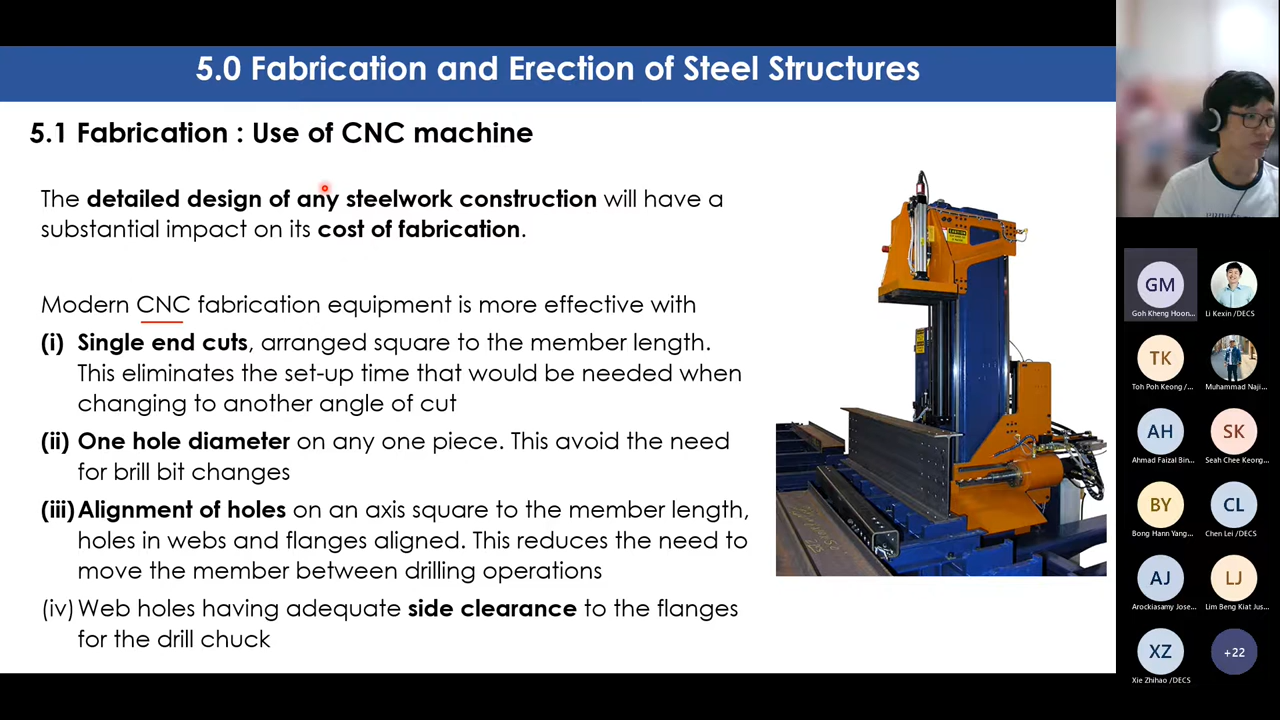 5.0 Fabrication and Erection of Steel Structures
5.1 Fabrication : Use of CNC machine
The detailed design of any steelwork construction will have a
substantial impact on its cost of fabrication.
Modern CNC fabrication equipment is more effective with
(i) Single end cuts, arranged square to the member length.
This eliminates the set-up time that would be needed when
changing to another angle of cut
(ii) One hole diameter on any one piece. This avoid the need
for brill bit changes
(iii) Alignment of holes on an axis square to the member length,
holes in webs and flanges aligned. This reduces the need to
move the member between drilling operations
(iv) Web holes having adequate side clearance to the flanges
for the drill chuck
GM
Goh Kheng Hoon...
Li Kexin /DECS
TK
Toh Poh Keong /...
Muhammad Naji...
AH
Ahmad Faizal Bin...
SK
Seah Chee Keong...
BY
Bong Hann Yang...
CL
Chen Lei /DECS
AJ
Arockiasamy Jose...
LJ
Lim Beng Kiat Jus...
XZ
Xie Zhihao /DECS
+22